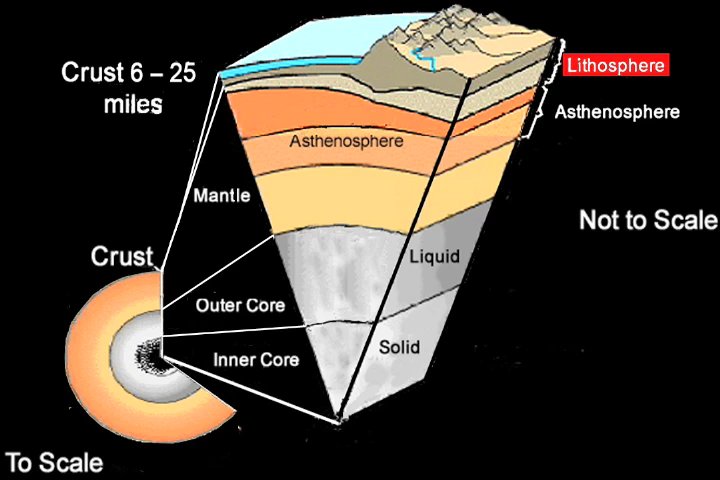 Crust 6 – 25
miles
Lithosphere
Asthenosphere
Asthenosphere
Mantle
Not to Scale
Crust
Liquid
Outer Core
Solid
Inner Core
To Scale